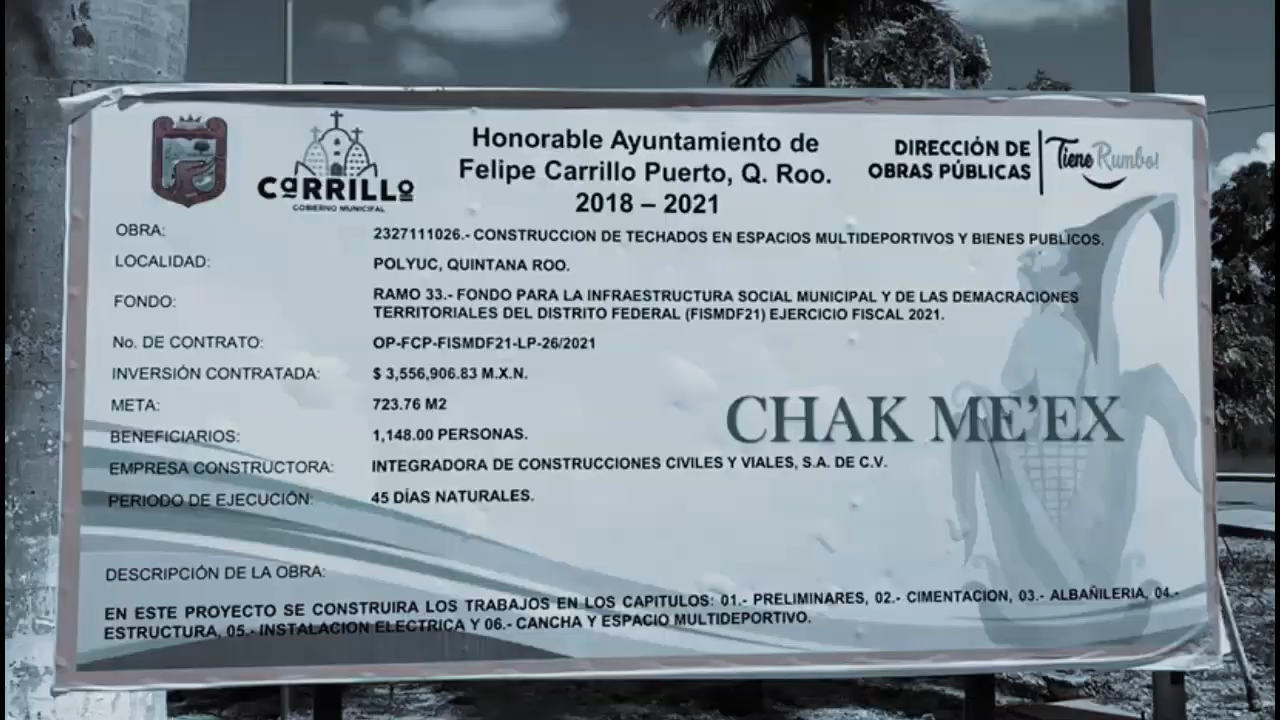 Honorable Ayuntamiento de
Felipe Carrillo Puerto, Q. Roo.
2018 – 2021
CARRILLO
GOBIERNO MUNICIPAL
DIRECCIÓN DE
OBRAS PÚBLICAS
Tiene Rumbo!
OBRA: 2327111026.- CONSTRUCCION DE TECHADOS EN ESPACIOS MULTIDEPORTIVOS Y BIENES PUBLICOS.
LOCALIDAD: POLYUC, QUINTANA ROO.
FONDO: RAMO 33.- FONDO PARA LA INFRAESTRUCTURA SOCIAL MUNICIPAL Y DE LAS DEMACRACIONES
TERRITORIALES DEL DISTRITO FEDERAL (FISMDF21) EJERCICIO FISCAL 2021.
No. DE CONTRATO: OP-FCP-FISMDF21-LP-26/2021
INVERSIÓN CONTRATADA: $ 3,556,906.83 M.X.N.
META: 723.76 M2
BENEFICIARIOS: 1,148.00 PERSONAS.
CHAK ME'EX
EMPRESA CONSTRUCTORA: INTEGRADORA DE CONSTRUCCIONES CIVILES Y VIALES, S.A. DE C.V.
PERIODO DE EJECUCIÓN: 45 DÍAS NATURALES.
DESCRIPCIÓN DE LA OBRA:
EN ESTE PROYECTO SE CONSTRUIRA LOS TRABAJOS EN LOS CAPITULOS: 01.- PRELIMINARES, 02.- CIMENTACION, 03.- ALBAÑILERIA, 04.-
ESTRUCTURA, 05.- INSTALACION ELECTRICA Y 06.- CANCHA Y ESPACIO MULTIDEPORTIVO.